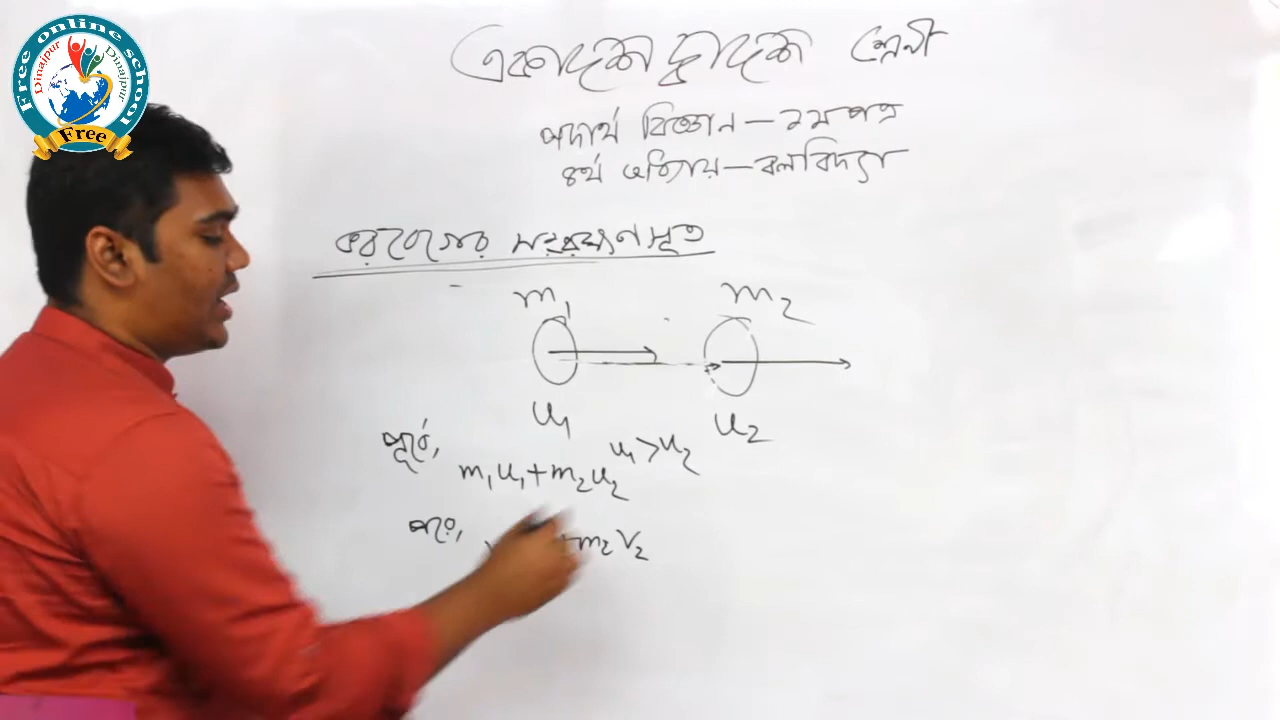 Free online school
Dinajpur
Dinajpur
Free
একাদশ দ্বাদশ শ্রেণী
পদার্থ বিজ্ঞান – ১ম পত্র
৪র্থ অধ্যায় – বলবিদ্যা
ভরবেগের সংরক্ষণ সূত্র
m₁ m₂
u₁ u₂
পূর্বে, u₁ > u₂
m₁u₁ + m₂u₂
পরে, + m₂v₂